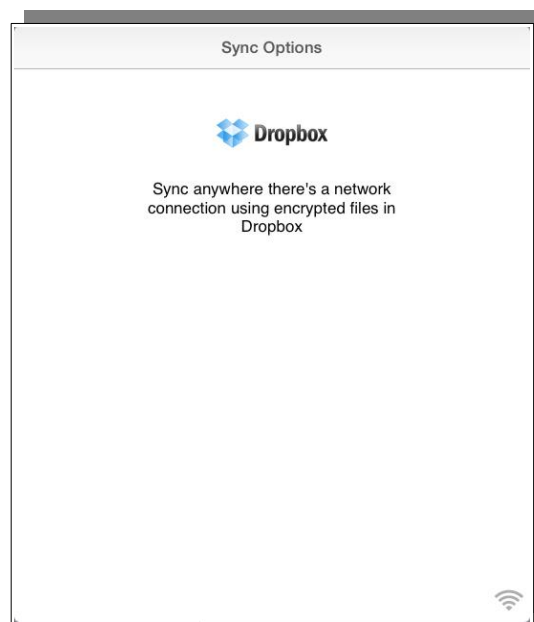 Sync Options
Dropbox
Sync anywhere there's a network
connection using encrypted files in
Dropbox